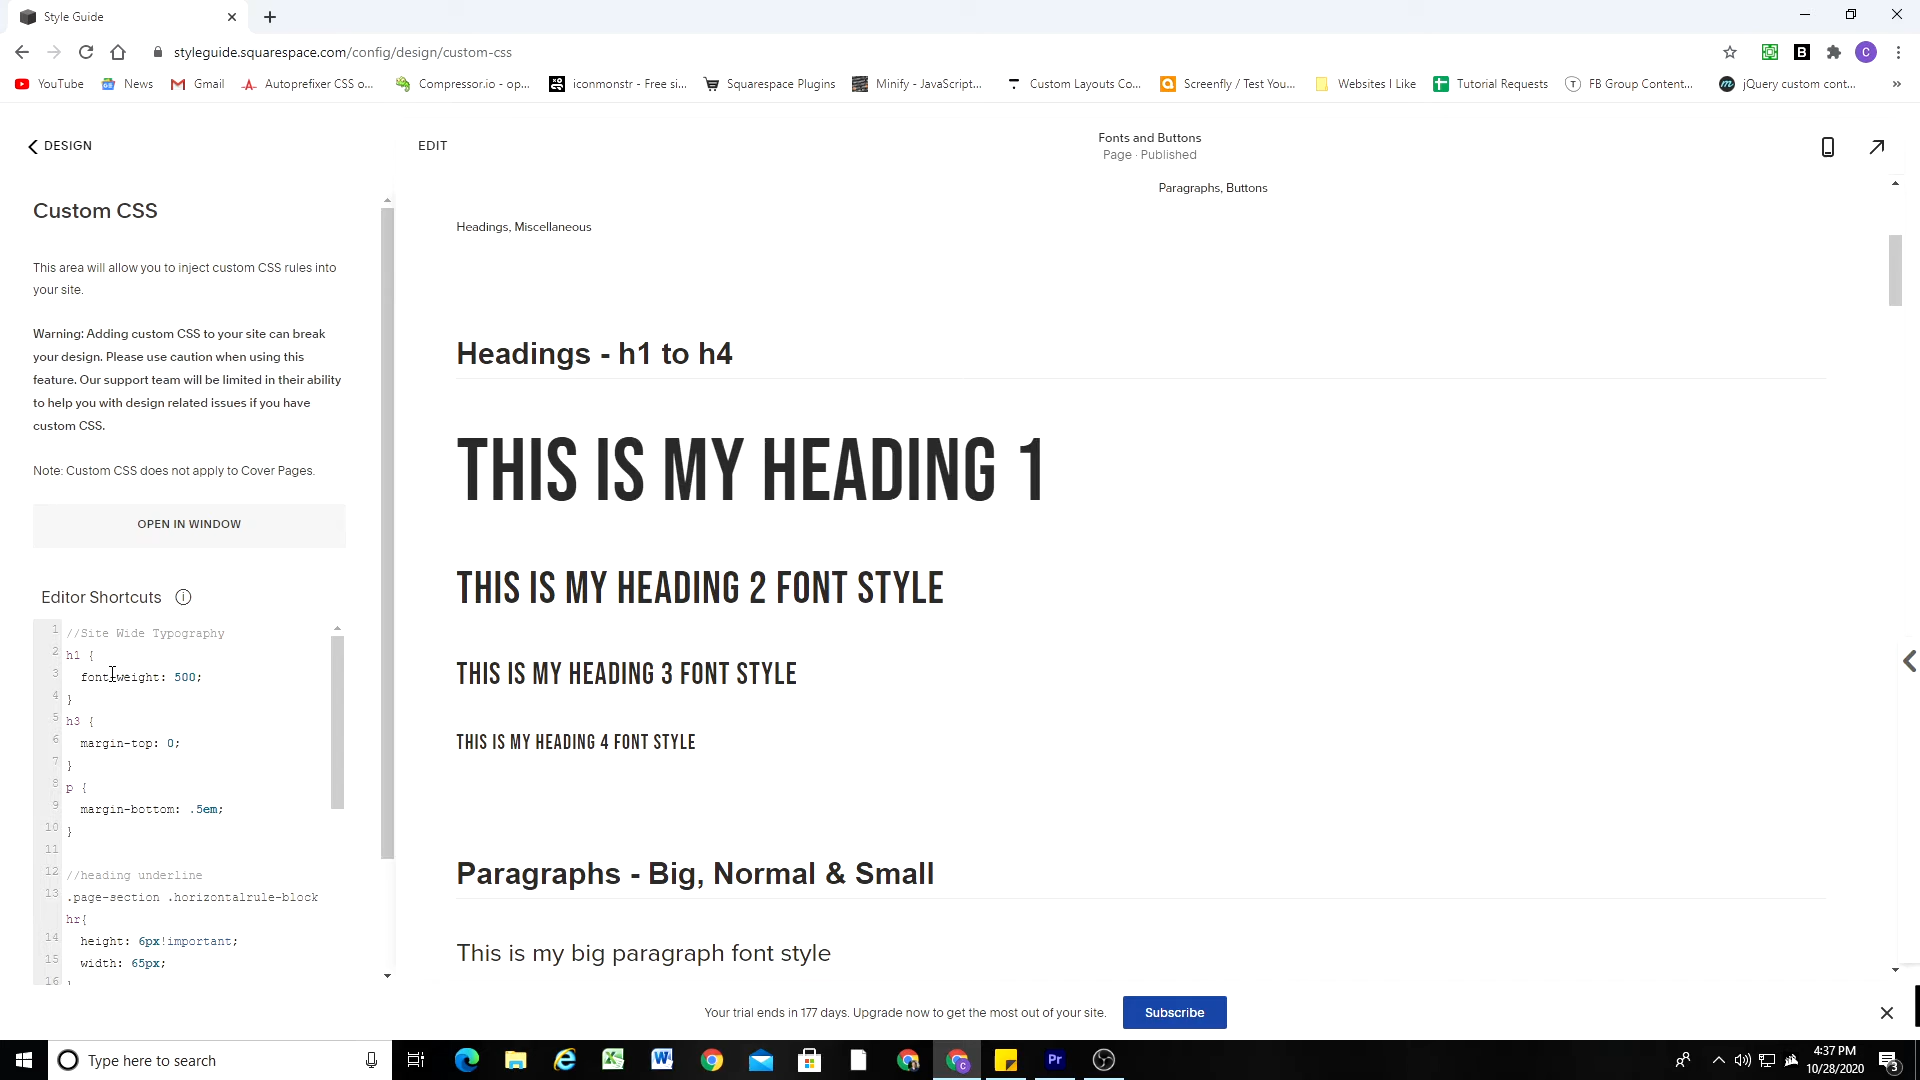 Style Guide
styleguide.squarespace.com/config/design/custom-css
C
YouTube
News
Gmail
Autoprefixer CSS o...
Compressor.io - op...
iconmonstr - Free si...
Squarespace Plugins
Minify - JavaScript...
Custom Layouts Co...
Screenfly / Test You...
Websites I Like
Tutorial Requests
FB Group Content...
jQuery custom cont...
DESIGN
EDIT
Fonts and Buttons
Page · Published
Custom CSS
This area will allow you to inject custom CSS rules into
your site.
Warning: Adding custom CSS to your site can break
your design. Please use caution when using this
feature. Our support team will be limited in their ability
to help you with design related issues if you have
custom CSS.
Note: Custom CSS does not apply to Cover Pages.
OPEN IN WINDOW
Editor Shortcuts
1 //Site Wide Typography
2 h1 {
3 font-weight: 500;
4 }
5 h3 {
6 margin-top: 0;
7 }
8 p {
9 margin-bottom: .5em;
10 }
11
12 //heading underline
13 .page-section .horizontalrule-block
hr{
14 height: 6px!important;
15 width: 65px;
16
Paragraphs, Buttons
Headings, Miscellaneous
Headings - h1 to h4
THIS IS MY HEADING 1
THIS IS MY HEADING 2 FONT STYLE
THIS IS MY HEADING 3 FONT STYLE
THIS IS MY HEADING 4 FONT STYLE
Paragraphs - Big, Normal & Small
This is my big paragraph font style
Your trial ends in 177 days. Upgrade now to get the most out of your site.
Subscribe
Type here to search
Pr
4:37 PM
10/28/2020
3